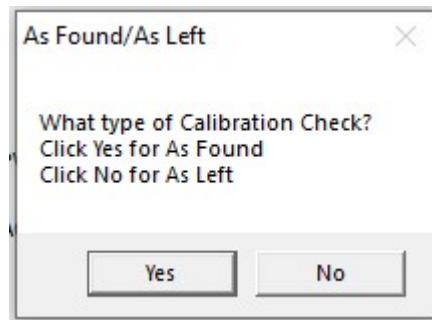 As Found/As Left
What type of Calibration Check?
Click Yes for As Found
Click No for As Left
Yes
No